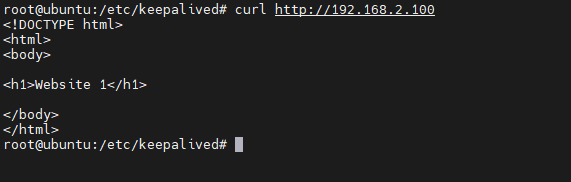 root@ubuntu:/etc/keepalived# curl http://192.168.2.100
<!DOCTYPE html>
<html>
<body>

<h1>Website 1</h1>

</body>
</html>
root@ubuntu:/etc/keepalived#